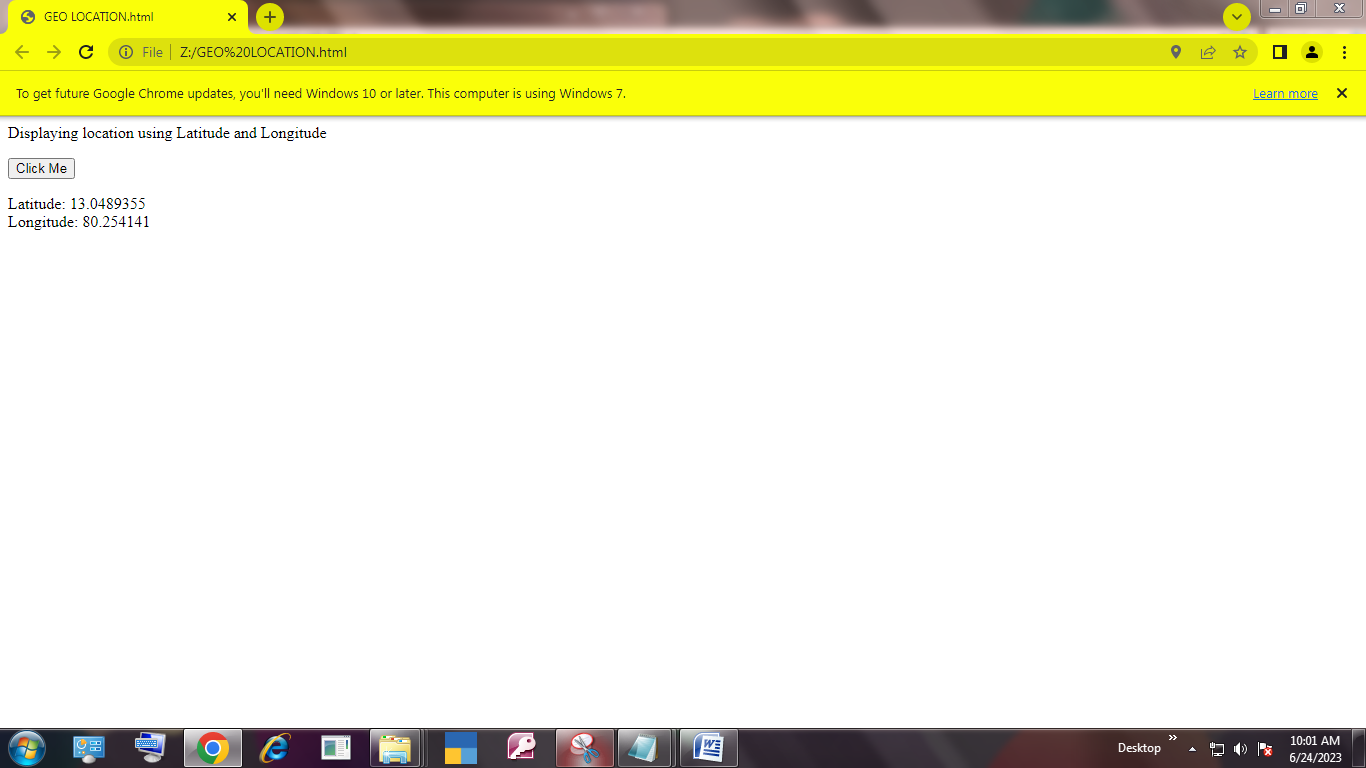 GEO LOCATION.html
File Z:/GEO%20LOCATION.html
To get future Google Chrome updates, you'll need Windows 10 or later. This computer is using Windows 7. Learn more
Displaying location using Latitude and Longitude
Click Me
Latitude: 13.0489355
Longitude: 80.254141
Desktop
10:01 AM
6/24/2023